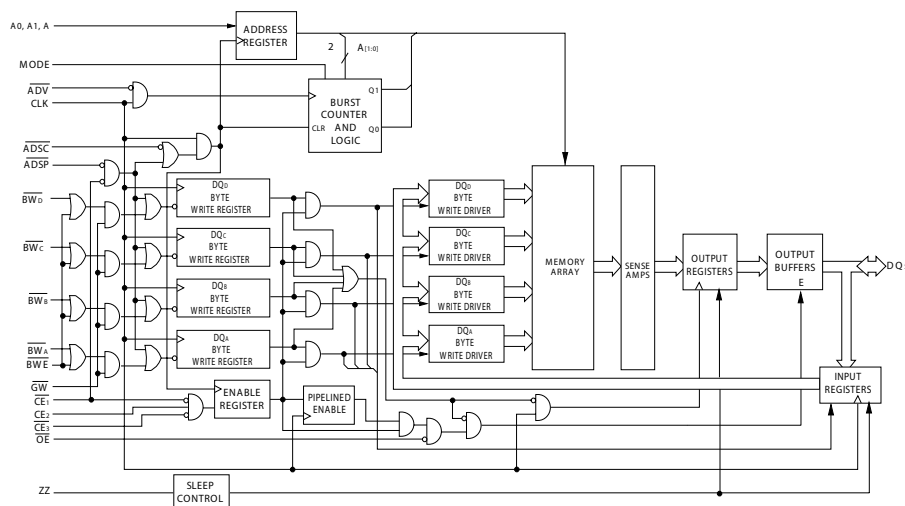 A0, A1, A
ADDRESS
REGISTER
2
A[1:0]
MODE
ADV
CLK
BURST
COUNTER
AND
LOGIC
CLR
Q1
Q0
ADSC
ADSP
BWD
DQD
BYTE
WRITE REGISTER
DQD
BYTE
WRITE DRIVER
BWC
DQC
BYTE
WRITE REGISTER
DQC
BYTE
WRITE DRIVER
BWB
DQB
BYTE
WRITE REGISTER
DQB
BYTE
WRITE DRIVER
BWA
BWE
DQA
BYTE
WRITE REGISTER
DQA
BYTE
WRITE DRIVER
MEMORY
ARRAY
SENSE
AMPS
OUTPUT
REGISTERS
OUTPUT
BUFFERS
E
DQ
INPUT
REGISTERS
GW
CE1
CE2
CE3
OE
ENABLE
REGISTER
PIPELINED
ENABLE
ZZ
SLEEP
CONTROL